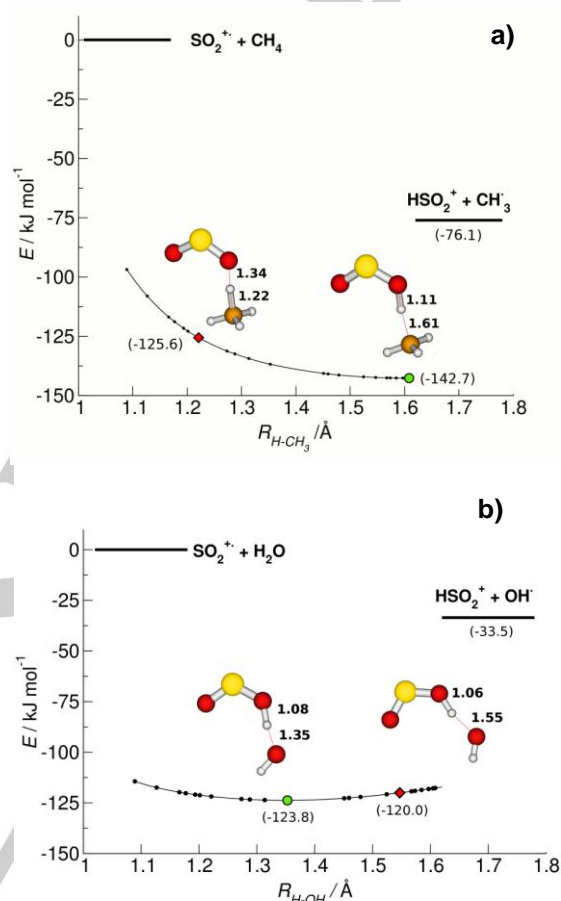 a)
SO₂⁺· + CH₄
0
-25
-50
-75
-100
-125
-150
E / kJ mol⁻¹
HSO₂⁺ + CH₃·
(-76.1)
1.34
1.22
1.11
1.61
(-125.6)
(-142.7)
1 1.1 1.2 1.3 1.4 1.5 1.6 1.7 1.8
R_H-CH₃ /Å
b)
SO₂⁺· + H₂O
0
-25
-50
-75
-100
-125
-150
E / kJ mol⁻¹
HSO₂⁺ + OH·
(-33.5)
1.08
1.35
1.06
1.55
(-123.8)
(-120.0)
1 1.1 1.2 1.3 1.4 1.5 1.6 1.7 1.8
R_H-OH / Å